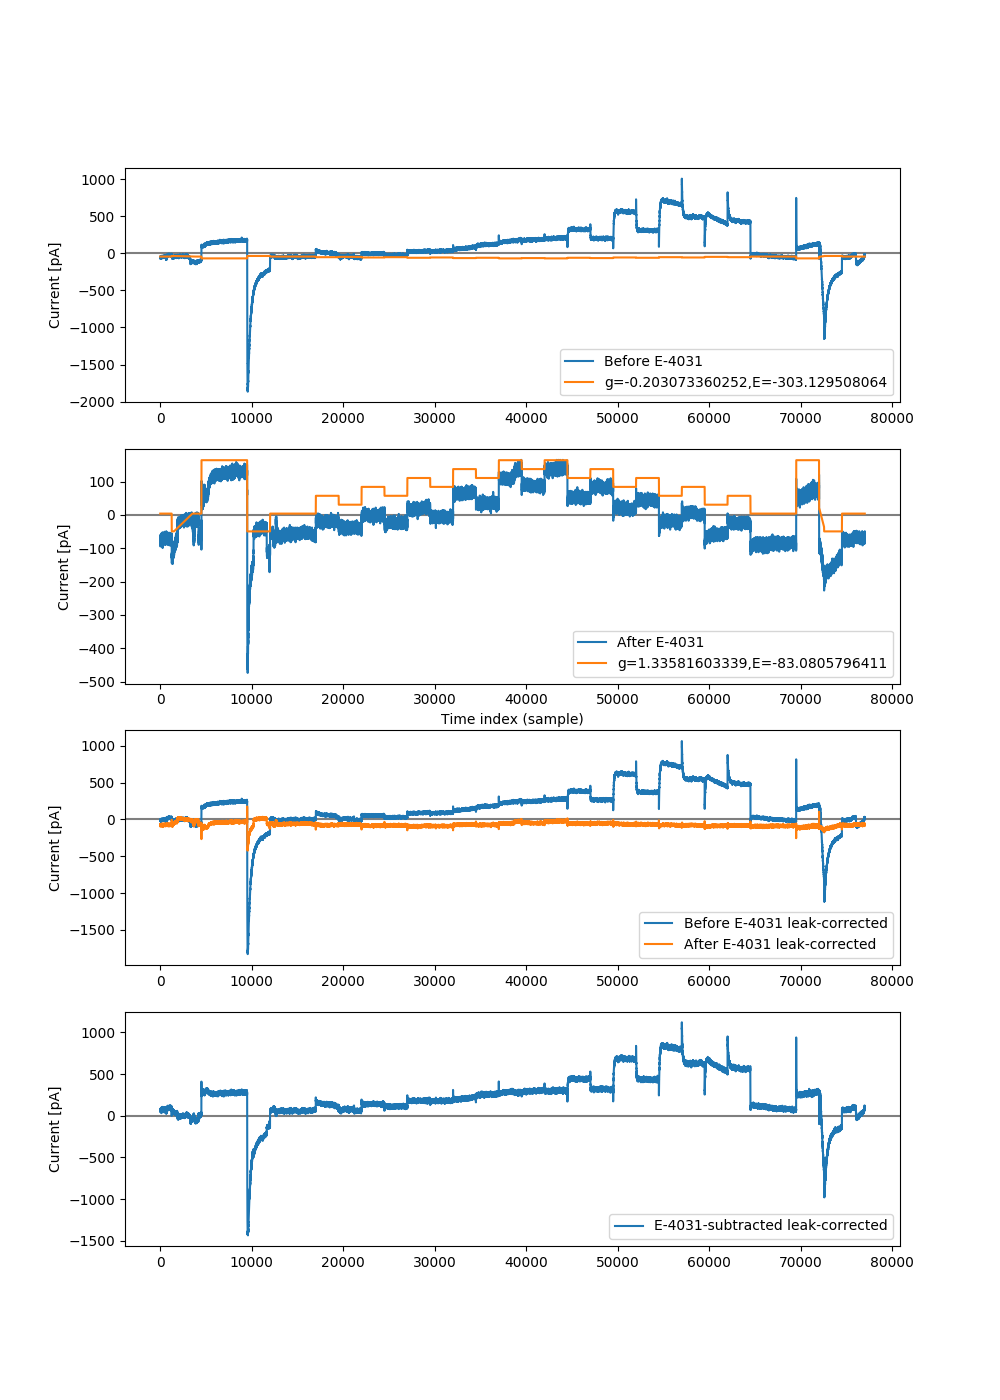 1000
500
0
−500
−1000
−1500
−2000
Current [pA]
0 10000 20000 30000 40000 50000 60000 70000 80000
Before E-4031
g=-0.203073360252,E=-303.129508064
100
0
−100
−200
−300
−400
−500
Current [pA]
0 10000 20000 30000 40000 50000 60000 70000 80000
Time index (sample)
After E-4031
g=1.33581603339,E=-83.0805796411
1000
500
0
−500
−1000
−1500
Current [pA]
0 10000 20000 30000 40000 50000 60000 70000 80000
Before E-4031 leak-corrected
After E-4031 leak-corrected
1000
500
0
−500
−1000
−1500
Current [pA]
0 10000 20000 30000 40000 50000 60000 70000 80000
E-4031-subtracted leak-corrected